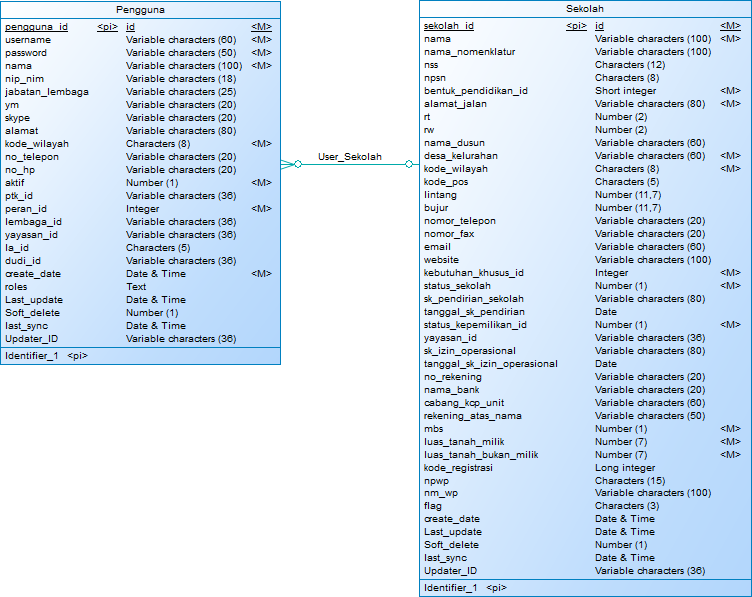 Pengguna
pengguna_id <pi> id <M>
username Variable characters (60) <M>
password Variable characters (50) <M>
nama Variable characters (100) <M>
nip_nim Variable characters (18)
jabatan_lembaga Variable characters (25)
ym Variable characters (20)
skype Variable characters (20)
alamat Variable characters (80)
kode_wilayah Characters (8) <M>
no_telepon Variable characters (20)
no_hp Variable characters (20)
aktif Number (1) <M>
ptk_id Variable characters (36)
peran_id Integer <M>
lembaga_id Variable characters (36)
yayasan_id Variable characters (36)
la_id Characters (5)
dudi_id Variable characters (36)
create_date Date & Time <M>
roles Text
Last_update Date & Time
Soft_delete Number (1)
last_sync Date & Time
Updater_ID Variable characters (36)
Identifier_1 <pi>
User_Sekolah
Sekolah
sekolah_id <pi> id <M>
nama Variable characters (100) <M>
nama_nomenklatur Variable characters (100)
nss Characters (12)
npsn Characters (8)
bentuk_pendidikan_id Short integer <M>
alamat_jalan Variable characters (80) <M>
rt Number (2)
rw Number (2)
nama_dusun Variable characters (60)
desa_kelurahan Variable characters (60) <M>
kode_wilayah Characters (8) <M>
kode_pos Characters (5)
lintang Number (11,7)
bujur Number (11,7)
nomor_telepon Variable characters (20)
nomor_fax Variable characters (20)
email Variable characters (60)
website Variable characters (100)
kebutuhan_khusus_id Integer <M>
status_sekolah Number (1) <M>
sk_pendirian_sekolah Variable characters (80)
tanggal_sk_pendirian Date
status_kepemilikan_id Number (1) <M>
yayasan_id Variable characters (36)
sk_izin_operasional Variable characters (80)
tanggal_sk_izin_operasional Date
no_rekening Variable characters (20)
nama_bank Variable characters (20)
cabang_kcp_unit Variable characters (60)
rekening_atas_nama Variable characters (50)
mbs Number (1) <M>
luas_tanah_milik Number (7) <M>
luas_tanah_bukan_milik Number (7) <M>
kode_registrasi Long integer
npwp Characters (15)
nm_wp Variable characters (100)
flag Characters (3)
create_date Date & Time
Last_update Date & Time
Soft_delete Number (1)
last_sync Date & Time
Updater_ID Variable characters (36)
Identifier_1 <pi>